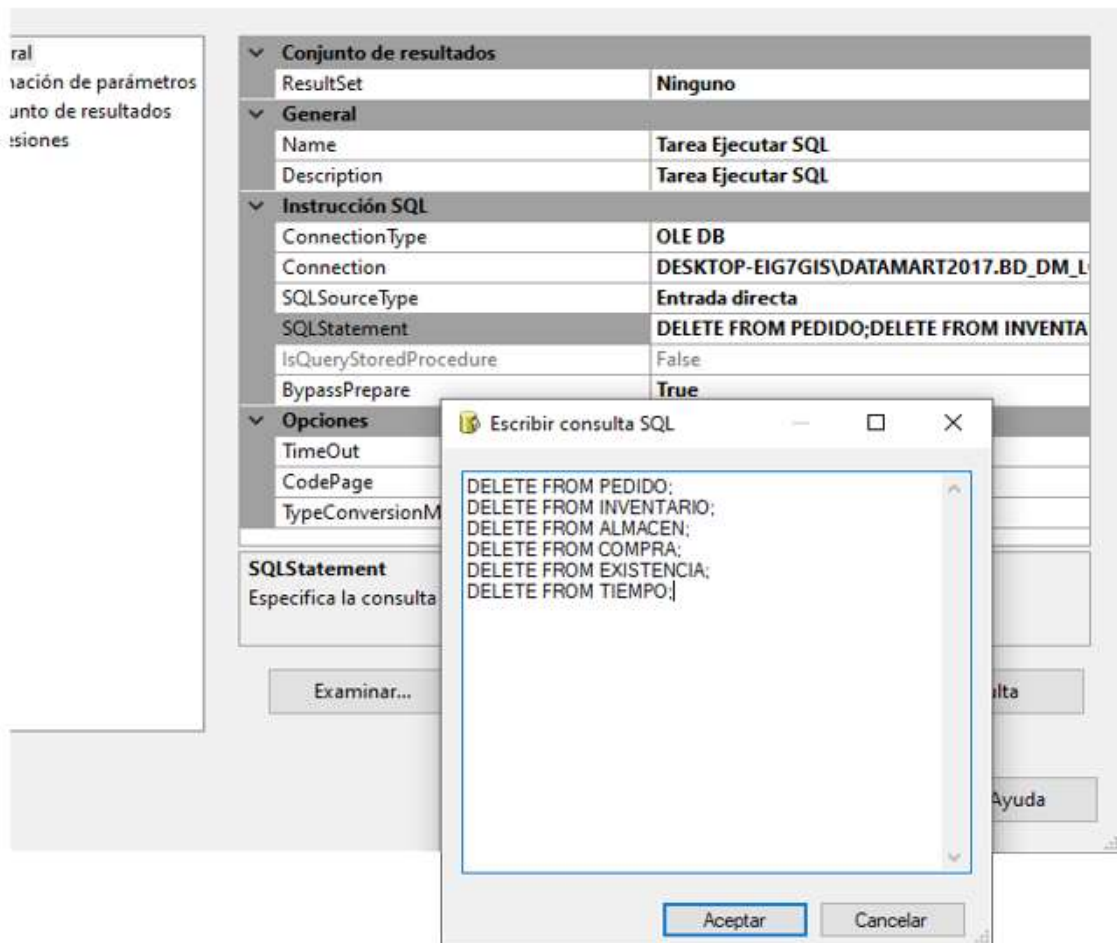 ral
nación de parámetros
unto de resultados
esiones
Conjunto de resultados
ResultSet Ninguno
General
Name Tarea Ejecutar SQL
Description Tarea Ejecutar SQL
Instrucción SQL
ConnectionType OLE DB
Connection DESKTOP-EIG7GIS\DATAMART2017.BD_DM_L
SQLSourceType Entrada directa
SQLStatement DELETE FROM PEDIDO;DELETE FROM INVENTA
IsQueryStoredProcedure False
BypassPrepare True
Opciones
TimeOut
CodePage
TypeConversionM
SQLStatement
Especifica la consulta
Examinar...
ulta
Ayuda
Escribir consulta SQL
DELETE FROM PEDIDO;
DELETE FROM INVENTARIO;
DELETE FROM ALMACEN;
DELETE FROM COMPRA;
DELETE FROM EXISTENCIA;
DELETE FROM TIEMPO;
Aceptar Cancelar